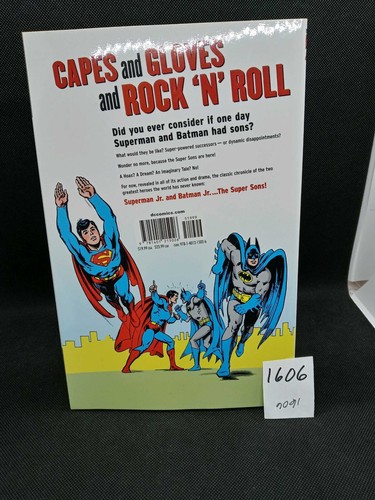 CAPES and GLOVES
and ROCK 'N' ROLL
Did you ever consider if one day
Superman and Batman had sons?
What would they be like? Super-powered successors — or dynamic disappointments?
Wonder no more, because the Super Sons are here!
A Hoax? A Dream? An Imaginary Tale? No!
For now, revealed in all of its action and drama, the classic chronicle of the two
greatest heroes the world has never known:
Superman Jr. and Batman Jr.…The Super Sons!
dccomics.com
1606